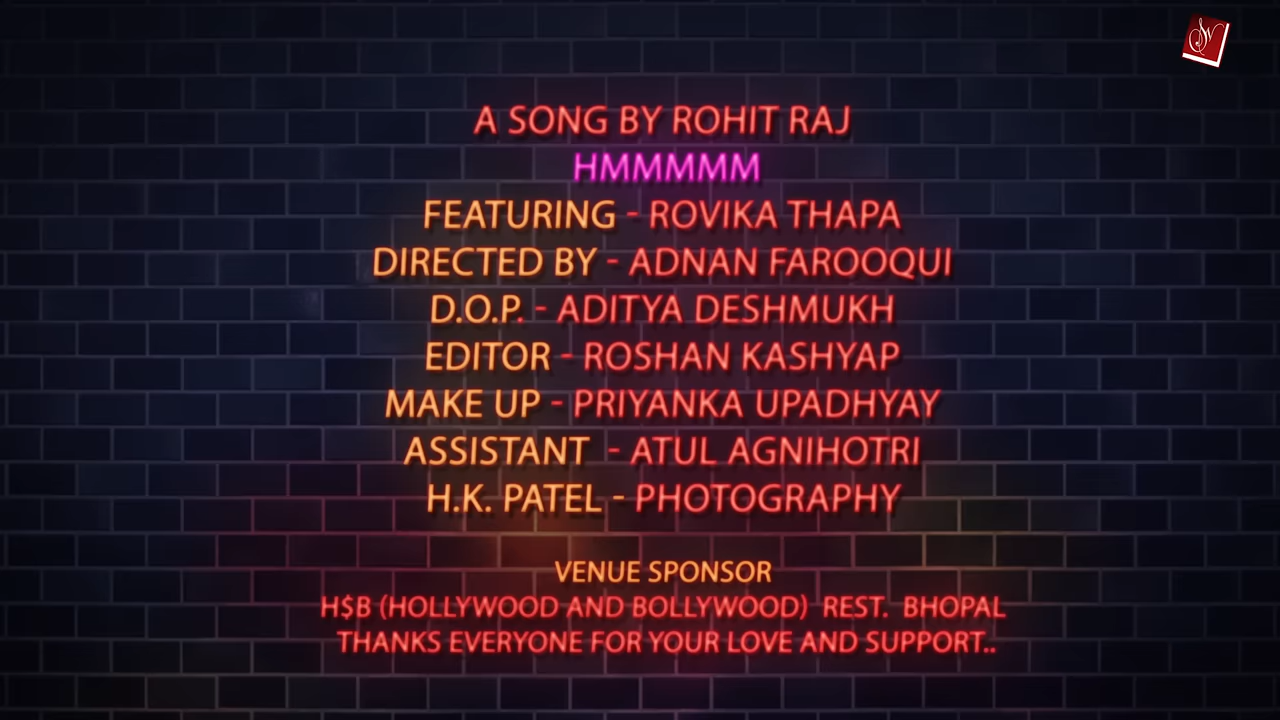 A SONG BY ROHIT RAJ
HMMMMM
FEATURING - ROVIKA THAPA
DIRECTED BY - ADNAN FAROOQUI
D.O.P. - ADITYA DESHMUKH
EDITOR - ROSHAN KASHYAP
MAKE UP - PRIYANKA UPADHYAY
ASSISTANT - ATUL AGNIHOTRI
H.K. PATEL - PHOTOGRAPHY
VENUE SPONSOR
H$B (HOLLYWOOD AND BOLLYWOOD) REST. BHOPAL
THANKS EVERYONE FOR YOUR LOVE AND SUPPORT..